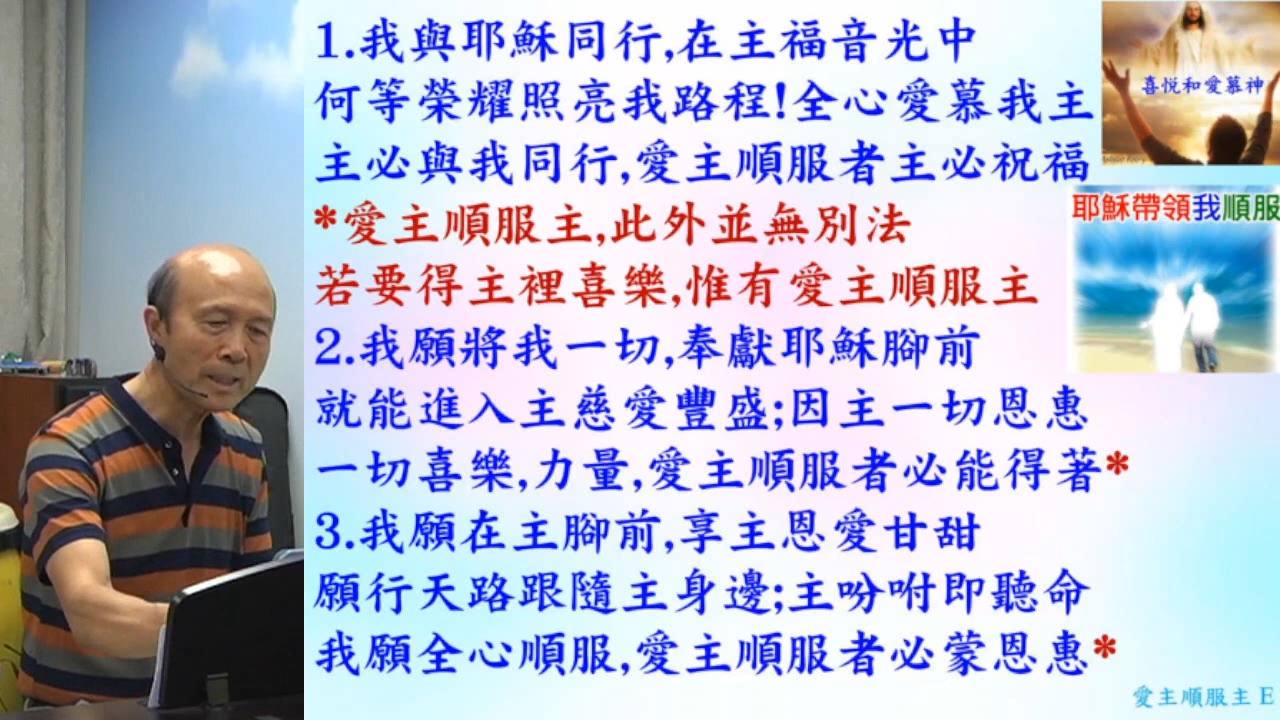 1.我與耶穌同行,在主福音光中
何等榮耀照亮我路程!全心愛慕我主
主必與我同行,愛主順服者主必祝福
*愛主順服主,此外並無別法
若要得主裡喜樂,惟有愛主順服主
2.我願將我一切,奉獻耶穌腳前
就能進入主慈愛豐盛;因主一切恩惠
一切喜樂,力量,愛主順服者必能得著*
3.我願在主腳前,享主恩愛甘甜
願行天路跟隨主身邊;主吩咐即聽命
我願全心順服,愛主順服者必蒙恩惠*
喜悅和愛慕神
耶穌帶領我順服
愛主順服主 E